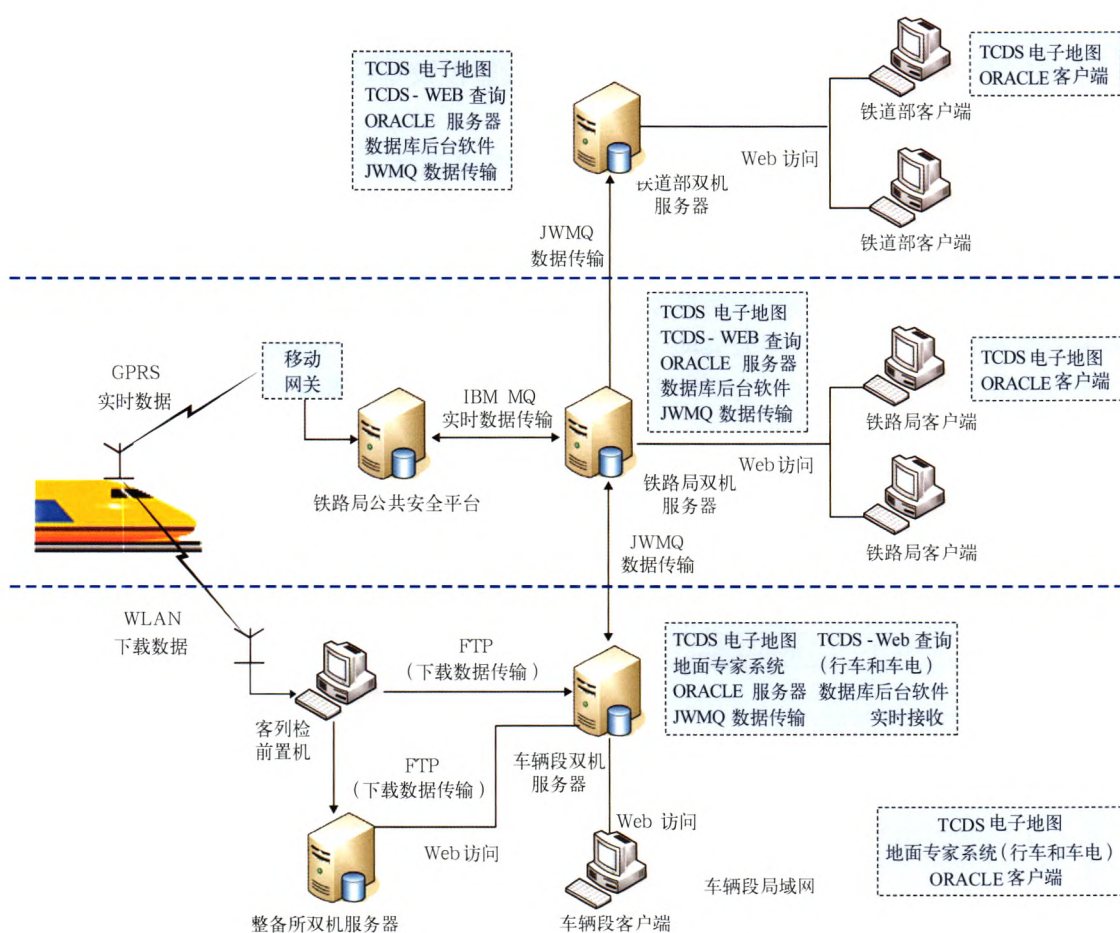 TCDS 电子地图
TCDS - WEB 查询
ORACLE 服务器
数据库后台软件
JWMQ 数据传输
铁道部双机
服务器
Web 访问
铁道部客户端
铁道部客户端
TCDS 电子地图
ORACLE 客户端
JWMQ
数据传输
GPRS
实时数据
移动
网关
铁路局公共安全平台
IBM MQ
实时数据传输
TCDS 电子地图
TCDS - WEB 查询
ORACLE 服务器
数据库后台软件
JWMQ 数据传输
铁路局双机
服务器
Web 访问
铁路局客户端
铁路局客户端
TCDS 电子地图
ORACLE 客户端
JWMQ
数据传输
WLAN
下载数据
客列检
前置机
FTP
(下载数据传输)
FTP
(下载数据传输)
车辆段双机
服务器
TCDS 电子地图 TCDS - Web 查询
地面专家系统 (行车和车电)
ORACLE 服务器 数据库后台软件
JWMQ 数据传输 实时接收
Web 访问
Web 访问
整备所双机服务器
车辆段客户端
车辆段局域网
TCDS 电子地图
地面专家系统(行车和车电)
ORACLE 客户端